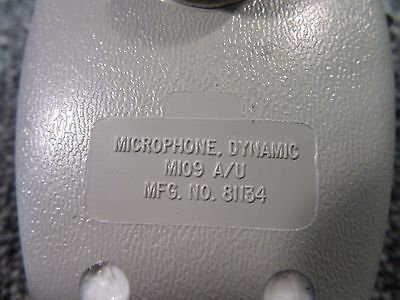 MICROPHONE, DYNAMIC
M109 A/U
MFG. NO. 81134